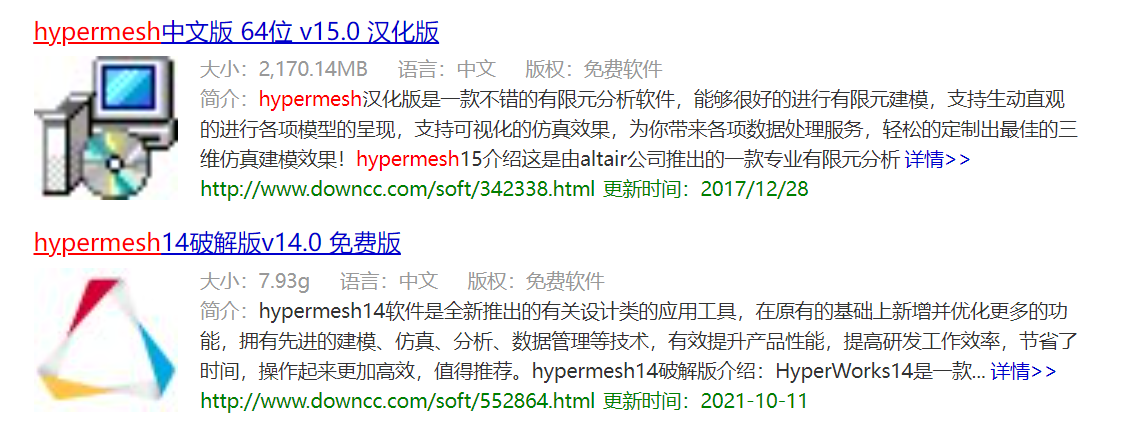 hypermesh中文版 64位 v15.0 汉化版
大小：2,170.14MB 语言：中文 版权：免费软件
简介：hypermesh汉化版是一款不错的有限元分析软件，能够很好的进行有限元建模，支持生动直观
的进行各项模型的呈现，支持可视化的仿真效果，为你带来各项数据处理服务，轻松的定制出最佳的三
维仿真建模效果！hypermesh15介绍这是由altair公司推出的一款专业有限元分析 详情>>
http://www.downcc.com/soft/342338.html 更新时间：2017/12/28
hypermesh14破解版v14.0 免费版
大小：7.93g 语言：中文 版权：免费软件
简介：hypermesh14软件是全新推出的有关设计类的应用工具，在原有的基础上新增并优化更多的功
能，拥有先进的建模、仿真、分析、数据管理等技术，有效提升产品性能，提高研发工作效率，节省了
时间，操作起来更加高效，值得推荐。hypermesh14破解版介绍：HyperWorks14是一款... 详情>>
http://www.downcc.com/soft/552864.html 更新时间：2021-10-11